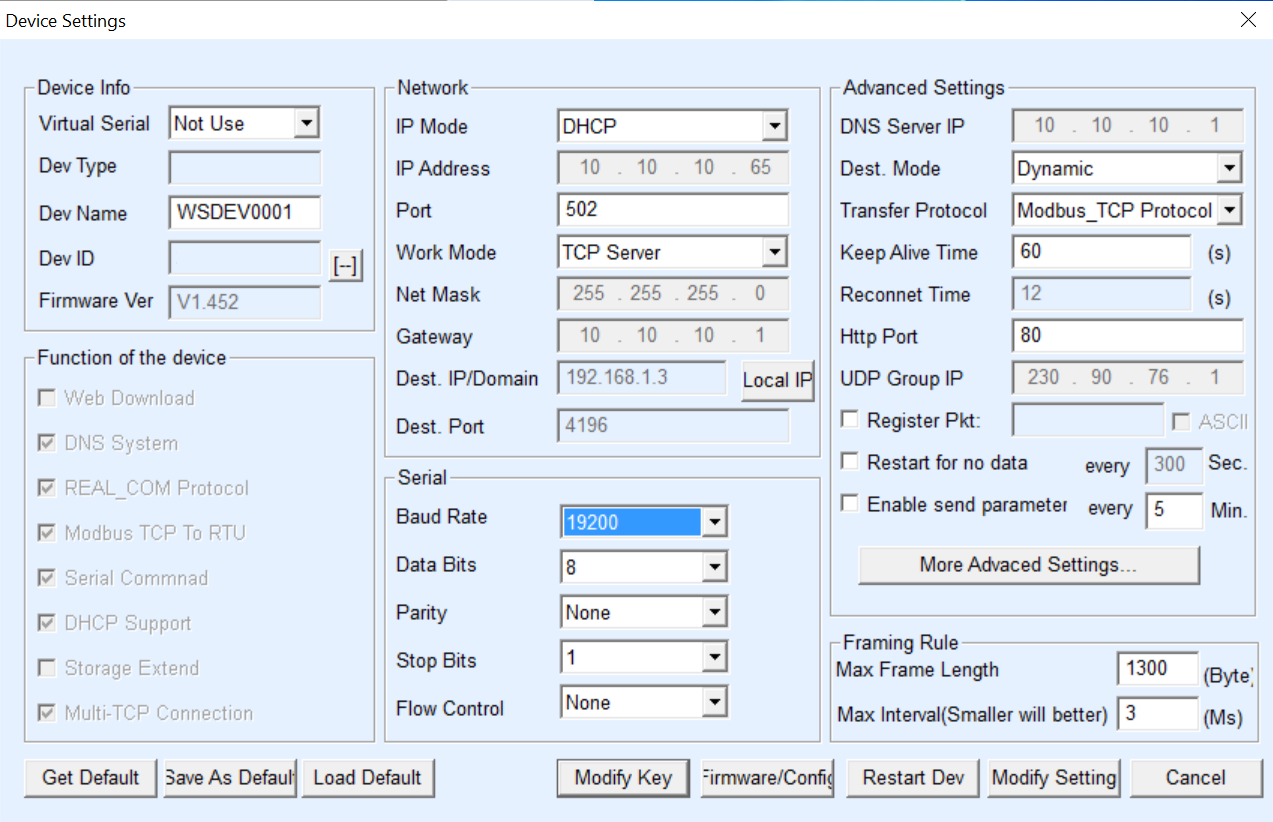 Device Settings
Device Info
Virtual Serial Not Use
Dev Type
Dev Name WSDEV0001
Dev ID [--]
Firmware Ver V1.452
Function of the device
Web Download
DNS System
REAL_COM Protocol
Modbus TCP To RTU
Serial Commnad
DHCP Support
Storage Extend
Multi-TCP Connection
Network
IP Mode DHCP
IP Address 10 . 10 . 10 . 65
Port 502
Work Mode TCP Server
Net Mask 255 . 255 . 255 . 0
Gateway 10 . 10 . 10 . 1
Dest. IP/Domain 192.168.1.3 Local IP
Dest. Port 4196
Serial
Baud Rate 19200
Data Bits 8
Parity None
Stop Bits 1
Flow Control None
Advanced Settings
DNS Server IP 10 . 10 . 10 . 1
Dest. Mode Dynamic
Transfer Protocol Modbus_TCP Protocol
Keep Alive Time 60 (s)
Reconnet Time 12 (s)
Http Port 80
UDP Group IP 230 . 90 . 76 . 1
Register Pkt: ASCII
Restart for no data every 300 Sec.
Enable send parameter every 5 Min.
More Advaced Settings...
Framing Rule
Max Frame Length 1300 (Byte)
Max Interval(Smaller will better) 3 (Ms)
Get Default Save As Default Load Default Modify Key Firmware/Config Restart Dev Modify Setting Cancel